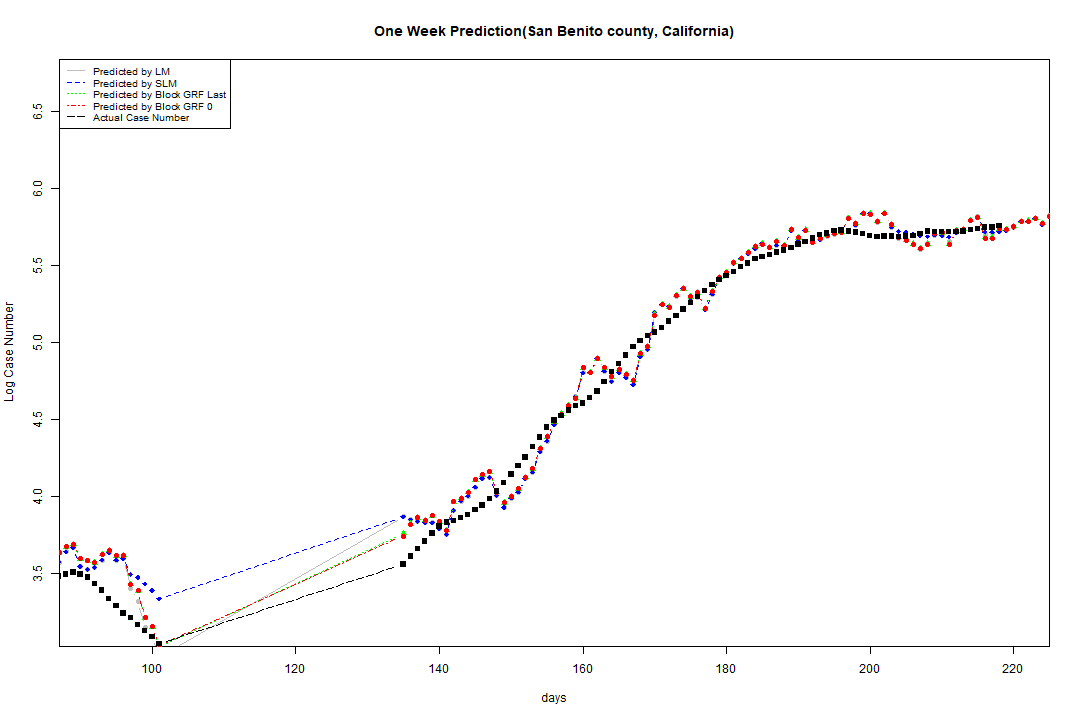 One Week Prediction(San Benito county, California)
Predicted by LM
Predicted by SLM
Predicted by Block GRF Last
Predicted by Block GRF 0
Actual Case Number
6.5
6.0
5.5
5.0
4.5
4.0
3.5
Log Case Number
100 120 140 160 180 200 220
days